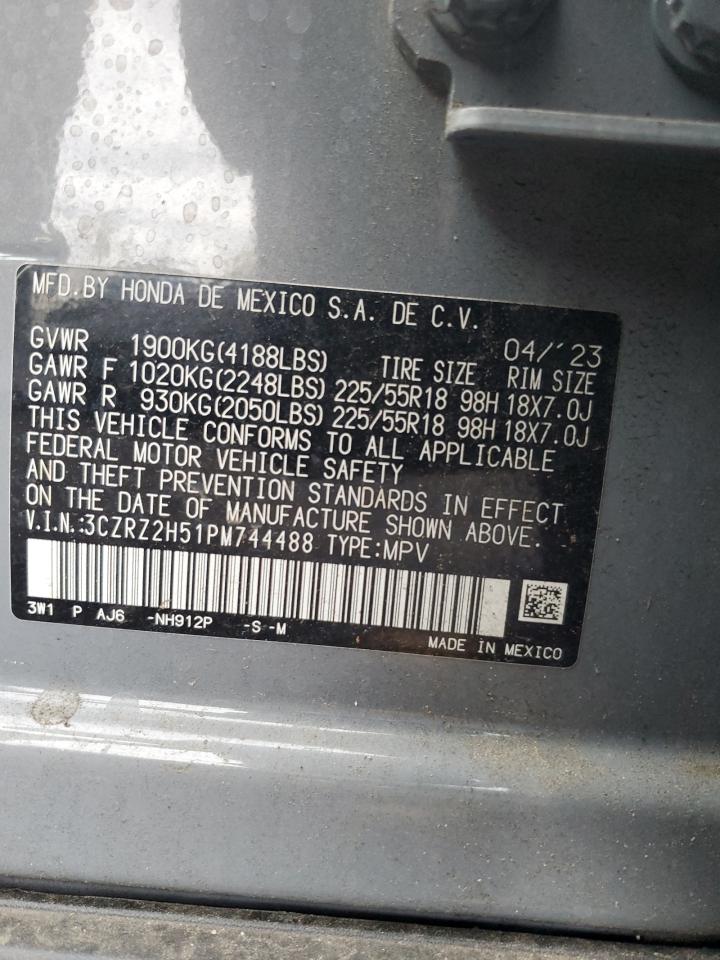 MFD.BY HONDA DE MEXICO S.A. DE C.V.
04/'23
GVWR 1900KG(4188LBS) TIRE SIZE RIM SIZE
GAWR F 1020KG(2248LBS) 225/55R18 98H 18X7.0J
GAWR R 930KG(2050LBS) 225/55R18 98H 18X7.0J
THIS VEHICLE CONFORMS TO ALL APPLICABLE
FEDERAL MOTOR VEHICLE SAFETY
AND THEFT PREVENTION STANDARDS IN EFFECT
ON THE DATE OF MANUFACTURE SHOWN ABOVE.
V.I.N.:3CZRZ2H51PM744488 TYPE:MPV
3W1 P AJ6 -NH912P -S-M
MADE IN MEXICO